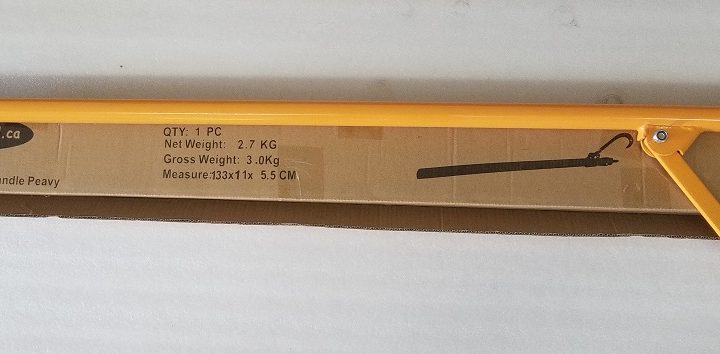 .ca
QTY: 1 PC
Net Weight: 2.7 KG
Gross Weight: 3.0Kg
Measure:133x11x 5.5 CM
ndle Peavy